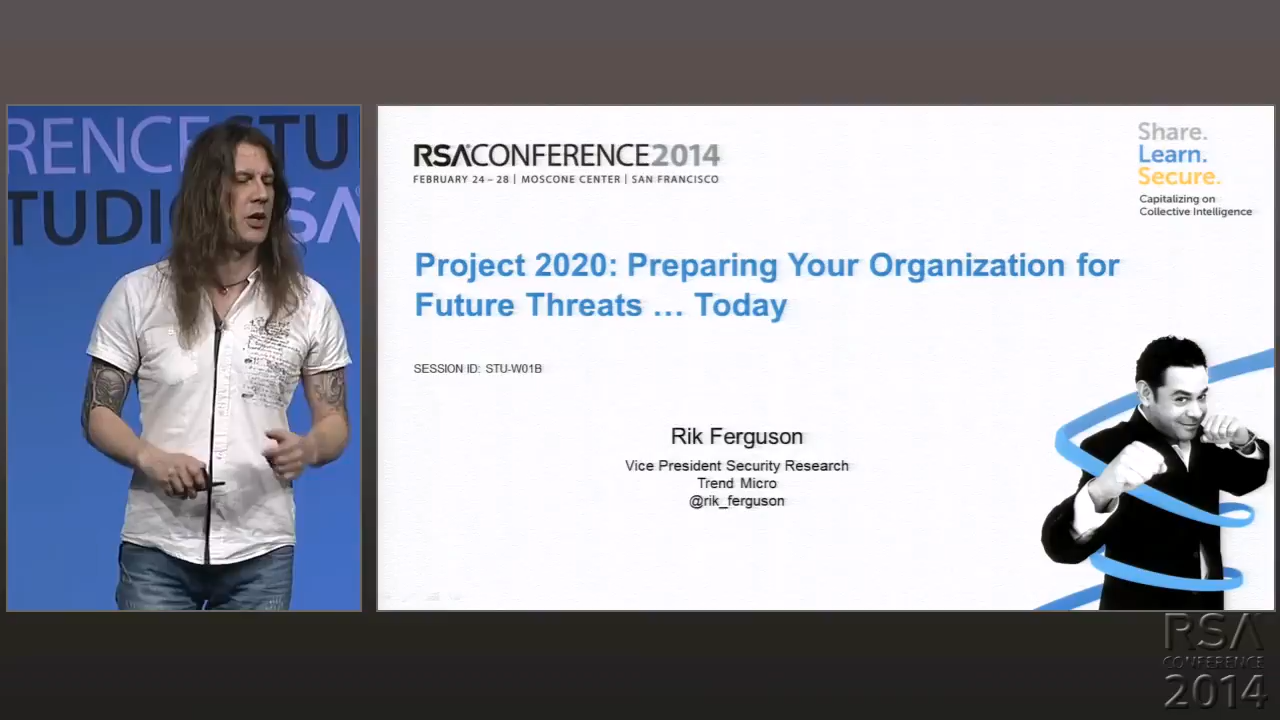 RENCE STU
TUDIO RSA
RSACONFERENCE2014
FEBRUARY 24 – 28 | MOSCONE CENTER | SAN FRANCISCO
Share.
Learn.
Secure.
Capitalizing on
Collective Intelligence
Project 2020: Preparing Your Organization for
Future Threats … Today
SESSION ID: STU-W01B
Rik Ferguson
Vice President Security Research
Trend Micro
@rik_ferguson
RSA
CONFERENCE
2014